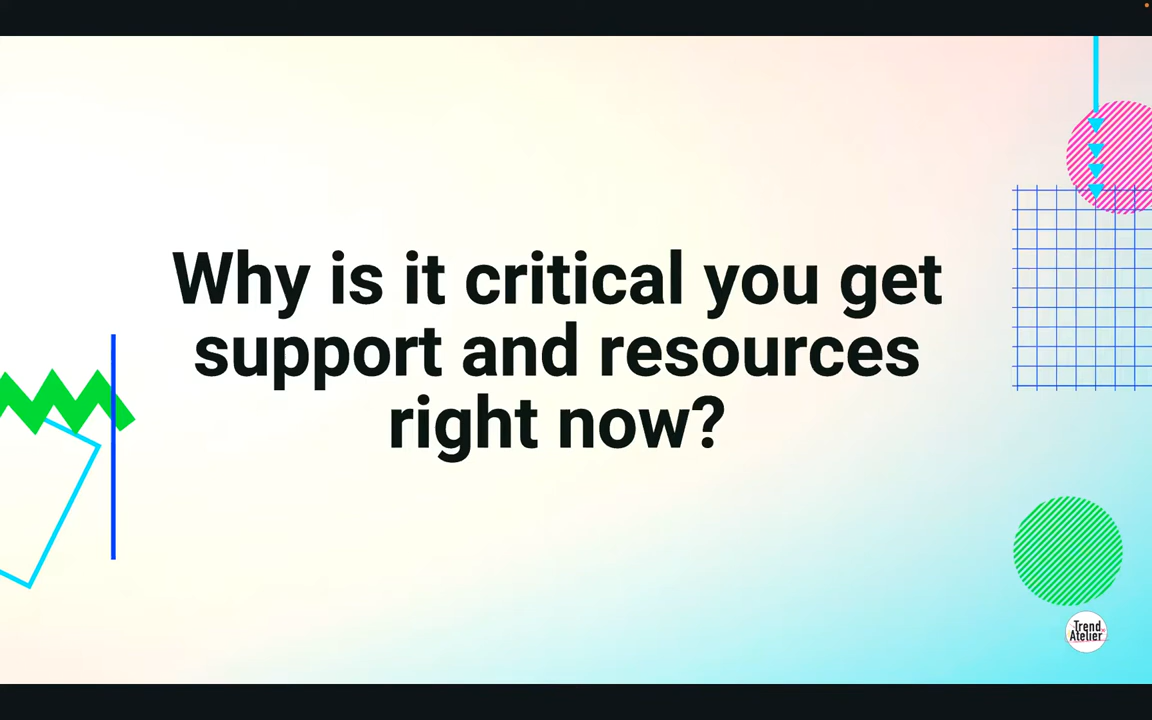 Why is it critical you get
support and resources
right now?
Trend
Atelier